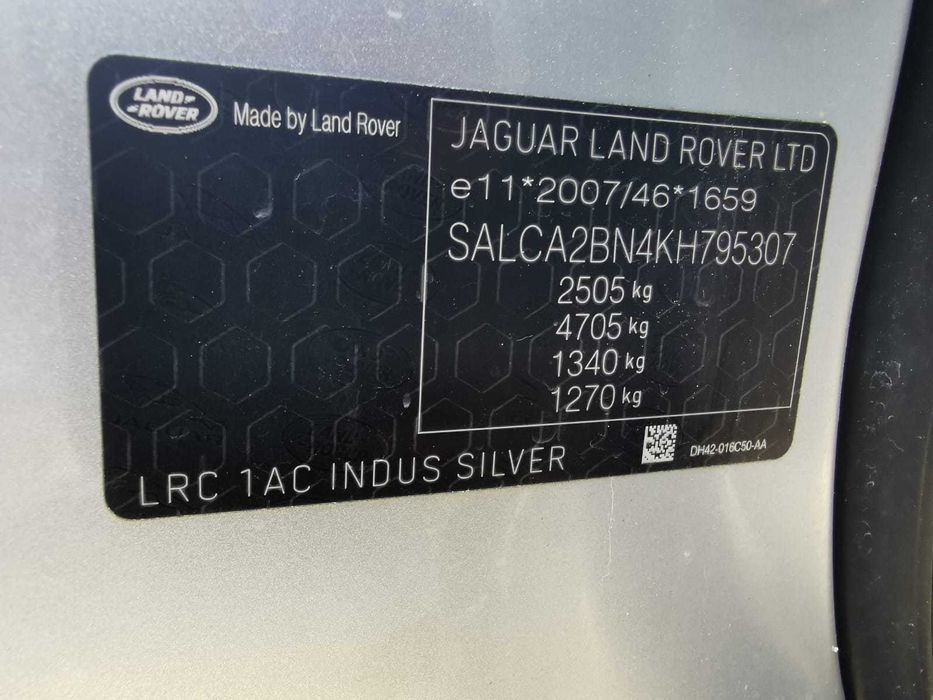 LAND
ROVER
Made by Land Rover
JAGUAR LAND ROVER LTD
e11*2007/46*1659
SALCA2BN4KH795307
2505 kg
4705 kg
1340 kg
1270 kg
DH42-016C50-AA
LRC 1AC INDUS SILVER